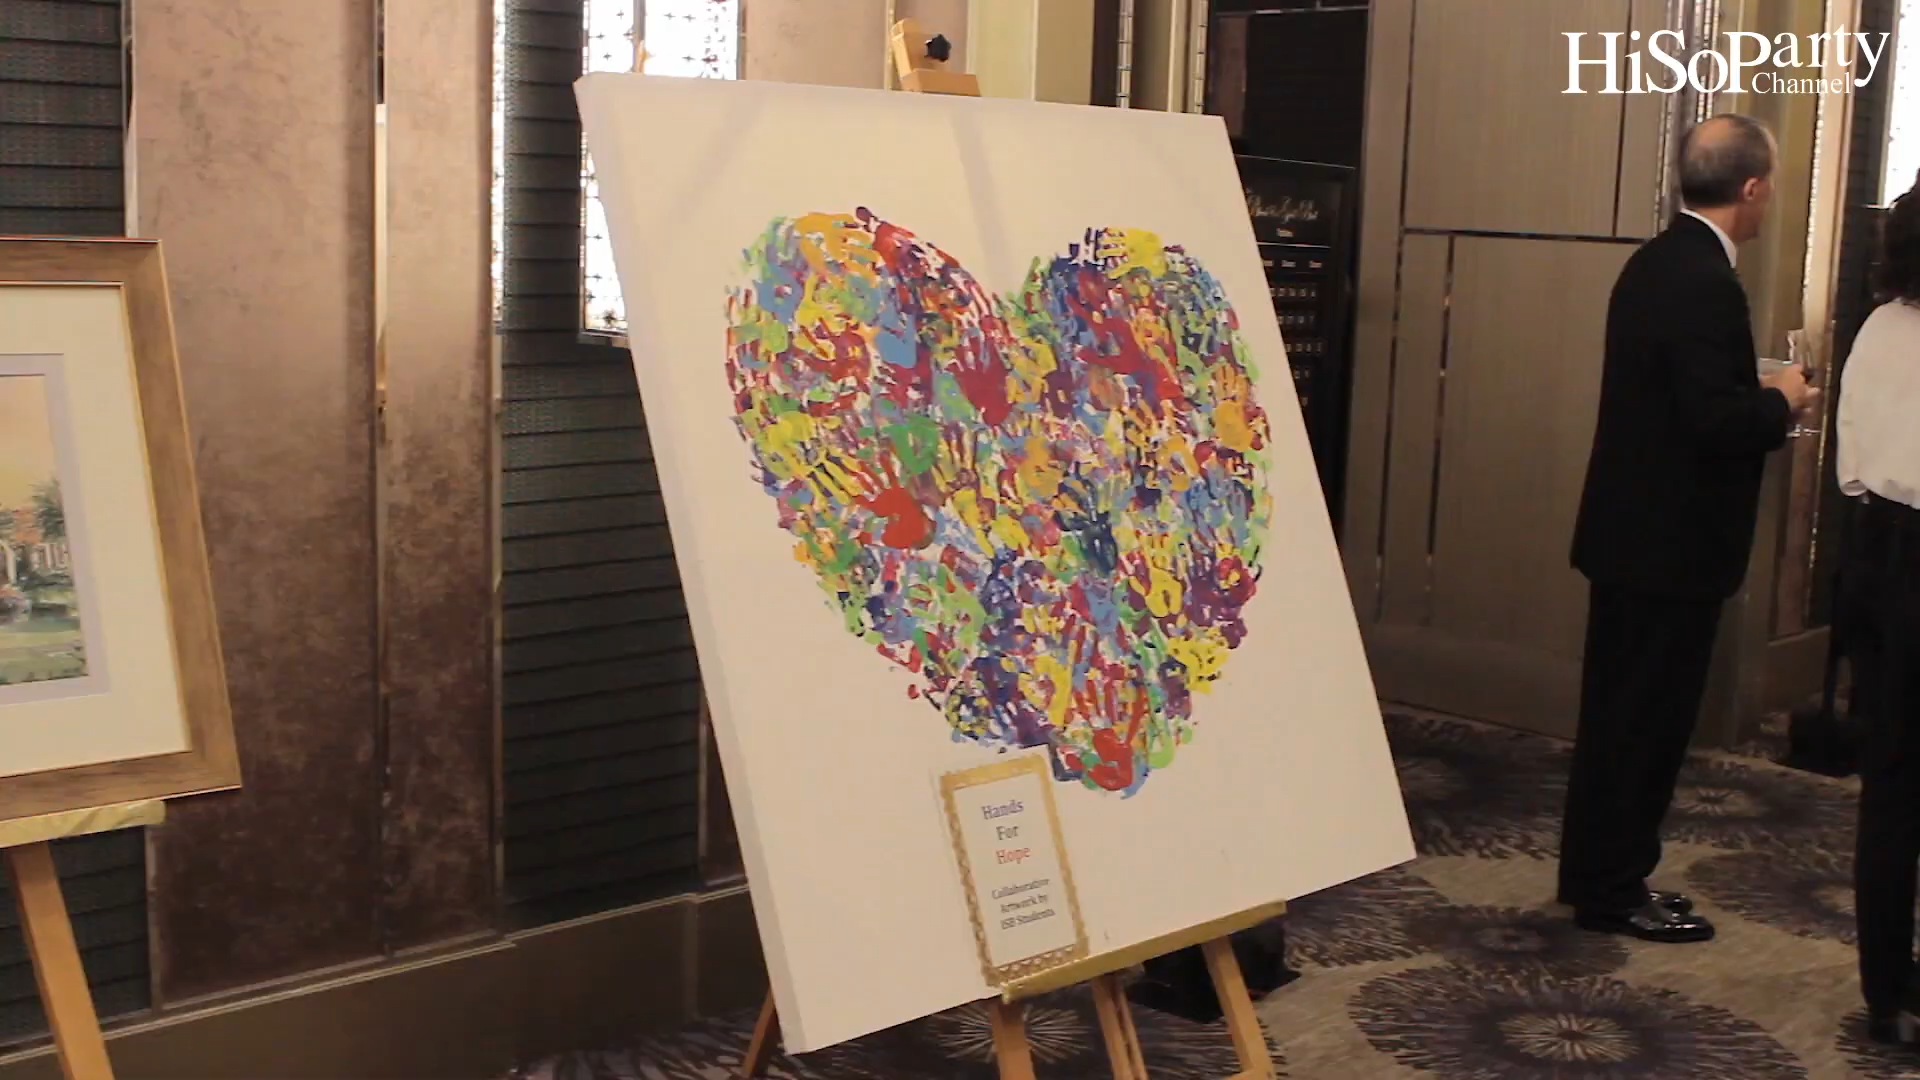 HiSoParty
Channel
Hands
For
Hope
Collaborative
Artwork by
ISB Students